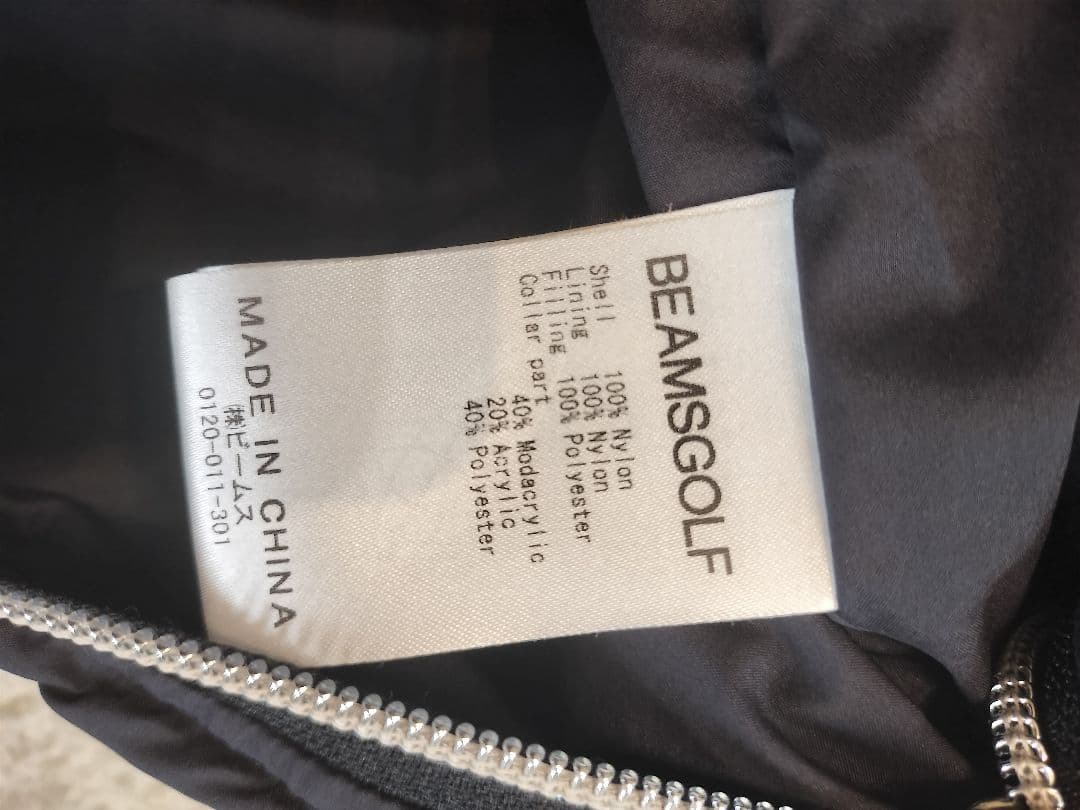 BEAMSGOLF
Shell 100% Nylon
Lining 100% Nylon
Filling 100% Polyester
Collar part
40% Modacrylic
20% Acrylic
40% Polyester
MADE IN CHINA
㈱ビームス
0120-011-301